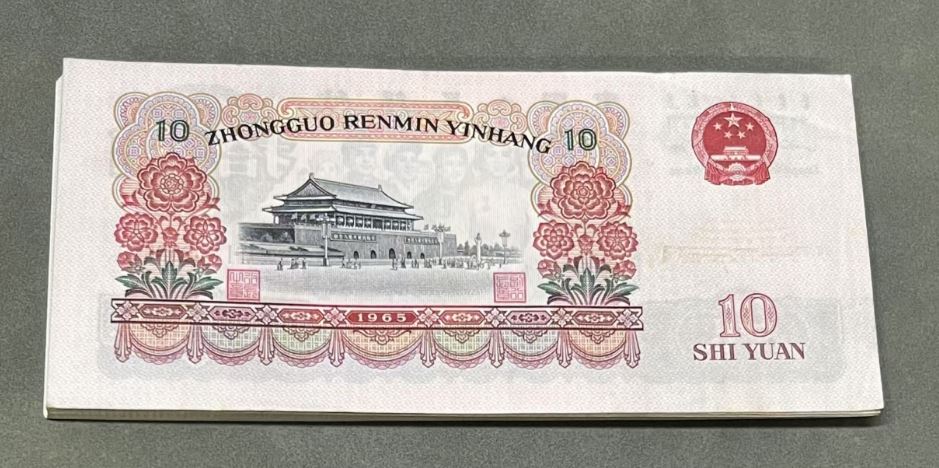 10 ZHONGGUO RENMIN YINHANG 10
1965
10
SHI YUAN